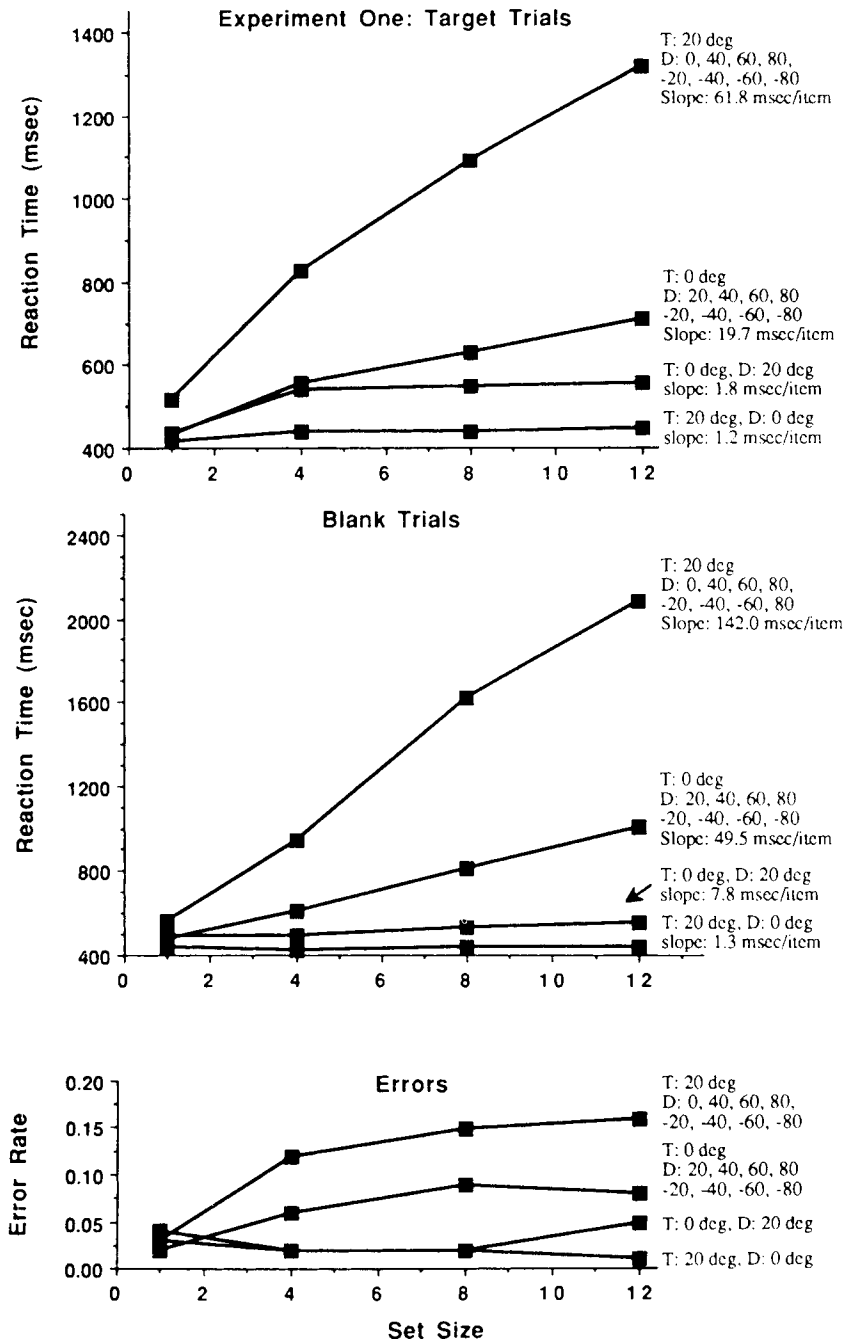 Experiment One: Target Trials
Reaction Time (msec)
1400
1200
1000
800
600
400
0
2
4
6
8
10
12
T: 20 deg
D: 0, 40, 60, 80,
-20, -40, -60, -80
Slope: 61.8 msec/item
T: 0 deg
D: 20, 40, 60, 80
-20, -40, -60, -80
Slope: 19.7 msec/item
T: 0 deg, D: 20 deg
slope: 1.8 msec/item
T: 20 deg, D: 0 deg
slope: 1.2 msec/item
Blank Trials
Reaction Time (msec)
2400
2000
1600
1200
800
400
0
2
4
6
8
10
12
T: 20 deg
D: 0, 40, 60, 80,
-20, -40, -60, 80
Slope: 142.0 msec/item
T: 0 deg
D: 20, 40, 60, 80
-20, -40, -60, -80
Slope: 49.5 msec/item
T: 0 deg, D: 20 deg
slope: 7.8 msec/item
T: 20 deg, D: 0 deg
slope: 1.3 msec/item
Errors
Error Rate
0.20
0.15
0.10
0.05
0.00
0
2
4
6
8
10
12
Set Size
T: 20 deg
D: 0, 40, 60, 80,
-20, -40, -60, -80
T: 0 deg
D: 20, 40, 60, 80
-20, -40, -60, -80
T: 0 deg, D: 20 deg
T: 20 deg, D: 0 deg